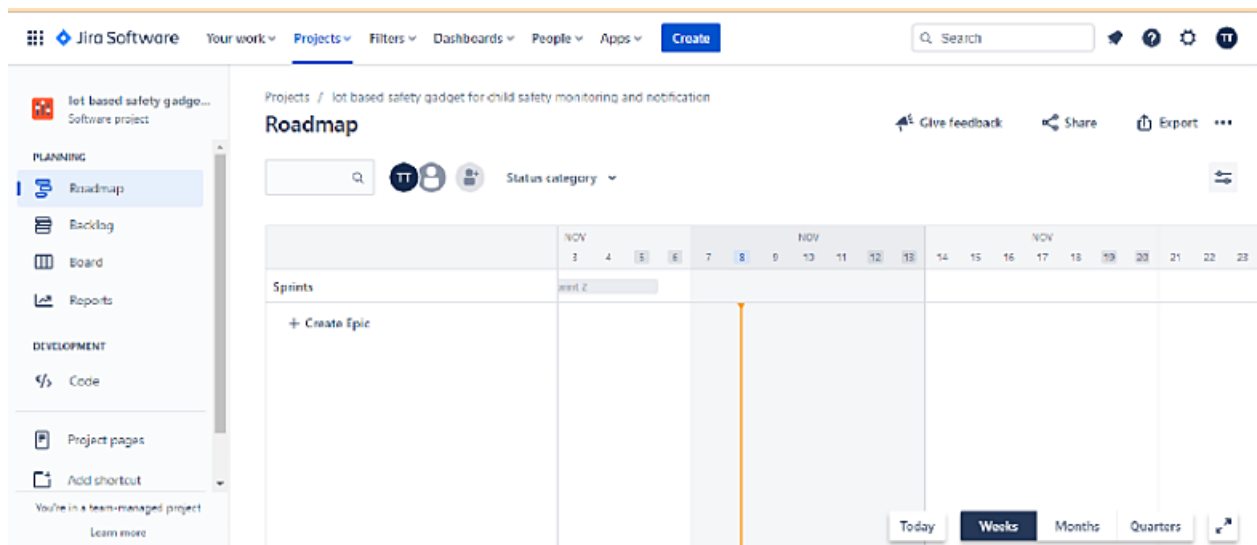 Jira Software Your work Projects Filters Dashboards People Apps Create Search TT
Iot based safety gadge...
Software project
PLANNING
Roadmap
Backlog
Board
Reports
DEVELOPMENT
Code
Project pages
Add shortcut
You're in a team-managed project
Learn more
Projects / Iot based safety gadget for child safety monitoring and notification
Roadmap
Give feedback Share Export
TT Status category
NOV NOV NOV
3 4 5 6 7 8 9 10 11 12 13 14 15 16 17 18 19 20 21 22 23
Sprints
rint 2
+ Create Epic
Today Weeks Months Quarters